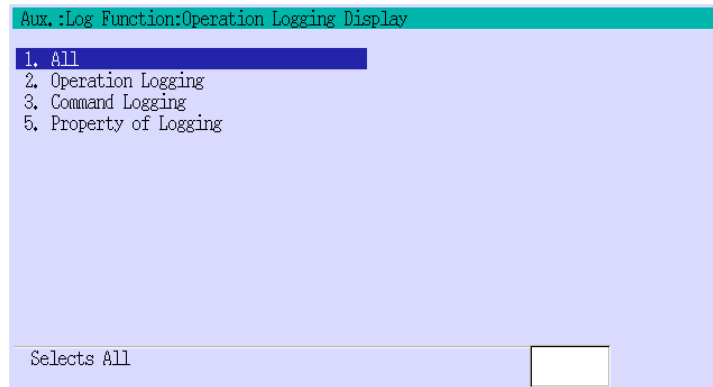 Aux.:Log Function:Operation Logging Display
1. All
2. Operation Logging
3. Command Logging
5. Property of Logging
Selects All